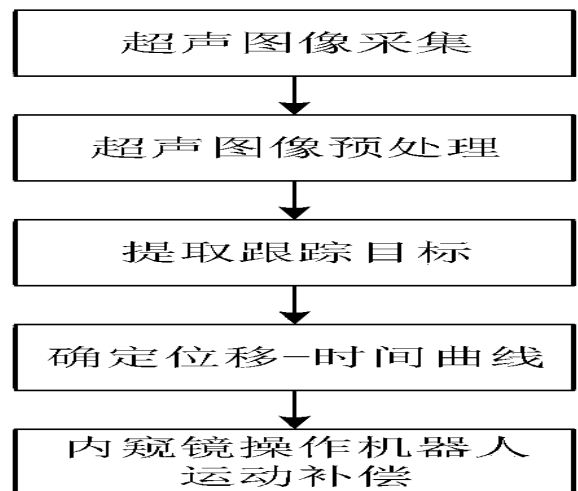 超声图像采集
超声图像预处理
提取跟踪目标
确定位移-时间曲线
内窥镜操作机器人
运动补偿